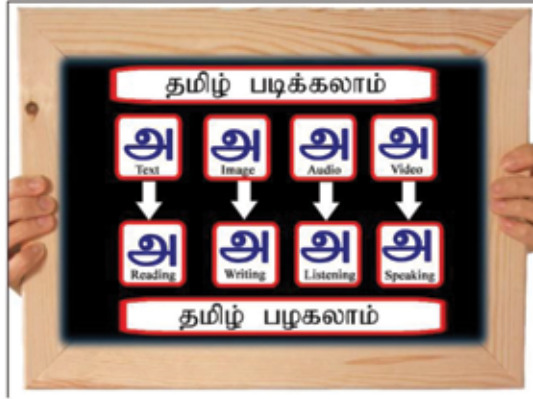 தமிழ் படிக்கலாம்
அ அ அ அ
Text Image Audio Video
அ அ அ அ
Reading Writing Listening Speaking
தமிழ் பழகலாம்